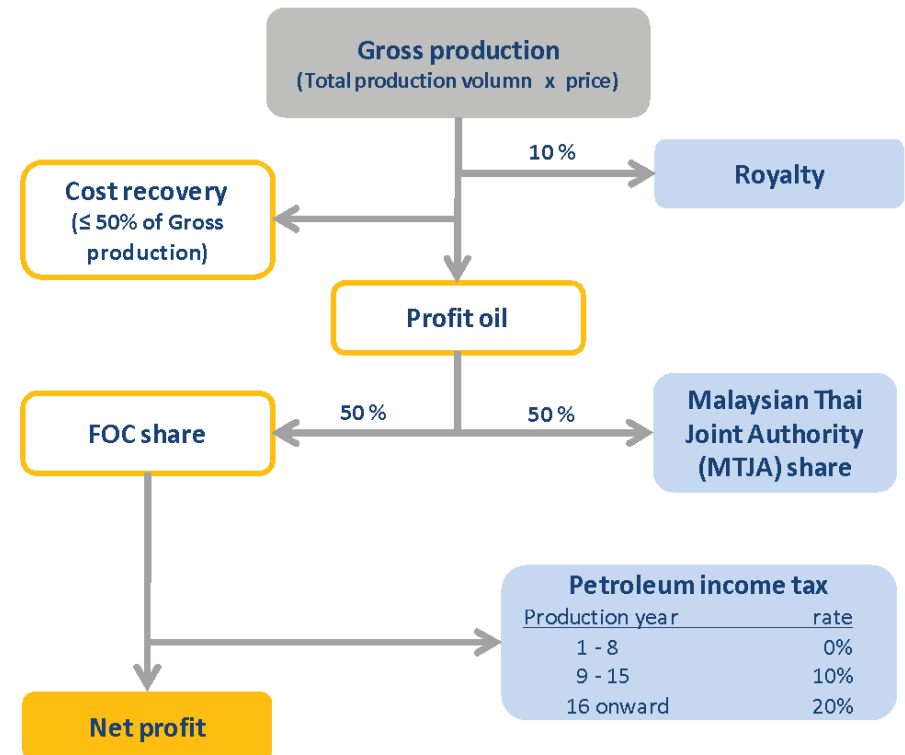 Gross production
(Total production volumn x price)
10 %
Royalty
Cost recovery
(≤ 50% of Gross
production)
Profit oil
50 %
50 %
FOC share
Malaysian Thai
Joint Authority
(MTJA) share
Petroleum income tax
Production year rate
1 - 8 0%
9 - 15 10%
16 onward 20%
Net profit